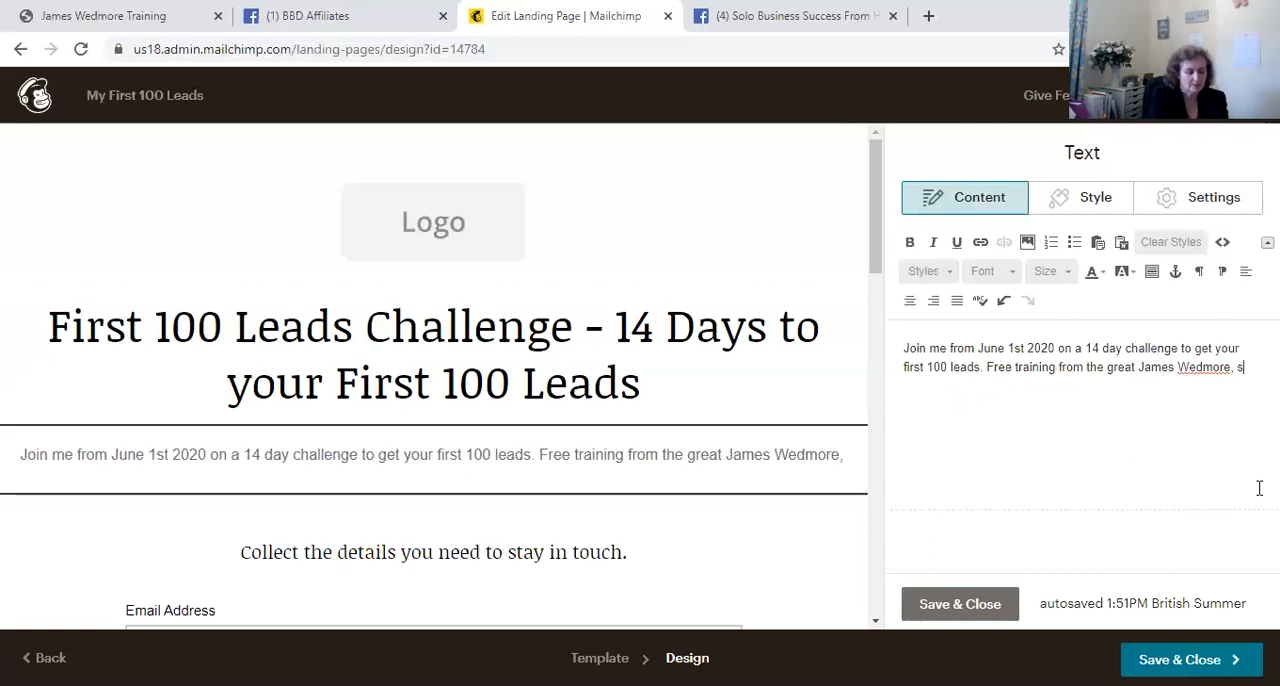 James Wedmore Training
(1) BBD Affiliates
Edit Landing Page | Mailchimp
(4) Solo Business Success From H
us18.admin.mailchimp.com/landing-pages/design?id=14784
My First 100 Leads
Give Fe
Logo
First 100 Leads Challenge - 14 Days to
your First 100 Leads
Join me from June 1st 2020 on a 14 day challenge to get your first 100 leads. Free training from the great James Wedmore,
Collect the details you need to stay in touch.
Email Address
Text
Content Style Settings
B I U Clear Styles <>
Styles Font Size A A
ABC
Join me from June 1st 2020 on a 14 day challenge to get your
first 100 leads. Free training from the great James Wedmore, s
Save & Close autosaved 1:51PM British Summer
Back Template Design Save & Close